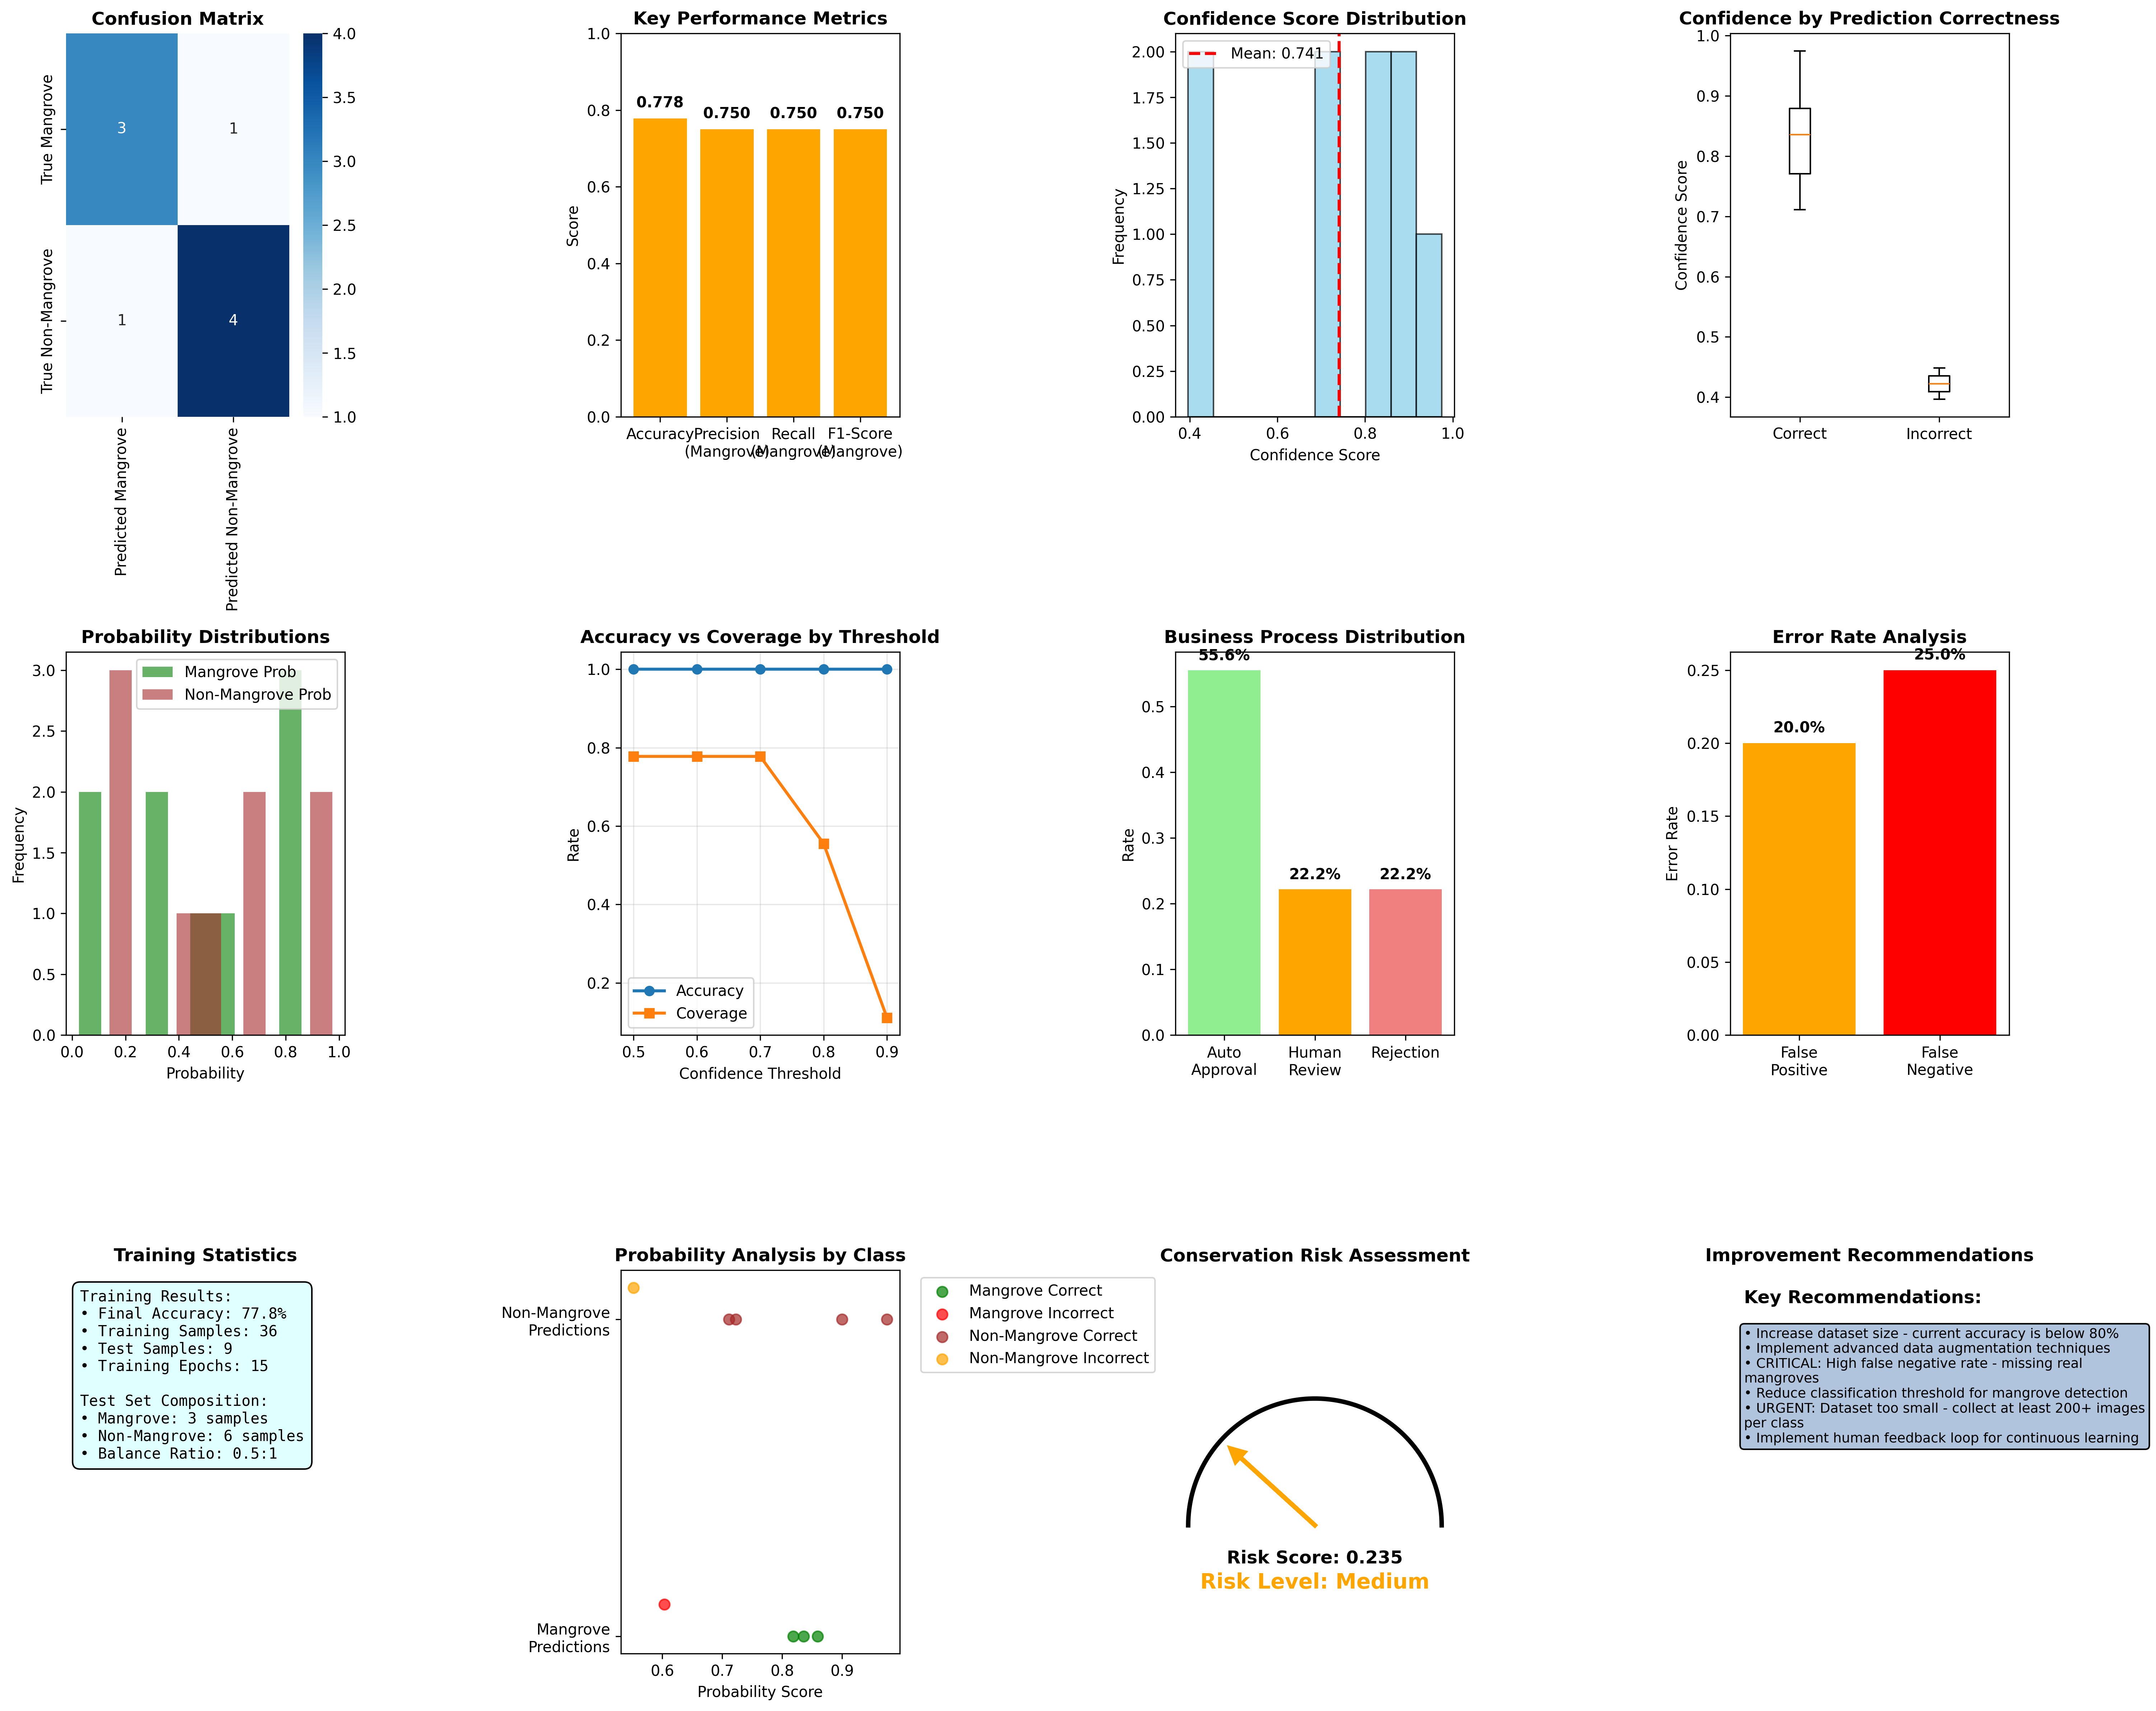 Confusion Matrix
True Mangrove
True Non-Mangrove
3
1
1
4
Predicted Mangrove
Predicted Non-Mangrove
4.0
3.5
3.0
2.5
2.0
1.5
1.0
Key Performance Metrics
Score
1.0
0.8
0.6
0.4
0.2
0.0
0.778
0.750
0.750
0.750
Accuracy
Precision
(Mangrove)
Recall
(Mangrove)
F1-Score
(Mangrove)
Confidence Score Distribution
Mean: 0.741
Frequency
2.00
1.75
1.50
1.25
1.00
0.75
0.50
0.25
0.00
0.4
0.6
0.8
1.0
Confidence Score
Confidence by Prediction Correctness
Confidence Score
1.0
0.9
0.8
0.7
0.6
0.5
0.4
Correct
Incorrect
Probability Distributions
Mangrove Prob
Non-Mangrove Prob
Frequency
3.0
2.5
2.0
1.5
1.0
0.5
0.0
0.0
0.2
0.4
0.6
0.8
1.0
Probability
Accuracy vs Coverage by Threshold
Rate
1.0
0.8
0.6
0.4
0.2
Accuracy
Coverage
0.5
0.6
0.7
0.8
0.9
Confidence Threshold
Business Process Distribution
Rate
0.5
0.4
0.3
0.2
0.1
0.0
55.6%
22.2%
22.2%
Auto
Approval
Human
Review
Rejection
Error Rate Analysis
Error Rate
0.25
0.20
0.15
0.10
0.05
0.00
20.0%
25.0%
False
Positive
False
Negative
Training Statistics
Training Results:
• Final Accuracy: 77.8%
• Training Samples: 36
• Test Samples: 9
• Training Epochs: 15
Test Set Composition:
• Mangrove: 3 samples
• Non-Mangrove: 6 samples
• Balance Ratio: 0.5:1
Probability Analysis by Class
Non-Mangrove
Predictions
Mangrove
Predictions
0.6
0.7
0.8
0.9
Probability Score
Mangrove Correct
Mangrove Incorrect
Non-Mangrove Correct
Non-Mangrove Incorrect
Conservation Risk Assessment
Risk Score: 0.235
Risk Level: Medium
Improvement Recommendations
Key Recommendations:
• Increase dataset size - current accuracy is below 80%
• Implement advanced data augmentation techniques
• CRITICAL: High false negative rate - missing real
mangroves
• Reduce classification threshold for mangrove detection
• URGENT: Dataset too small - collect at least 200+ images
per class
• Implement human feedback loop for continuous learning